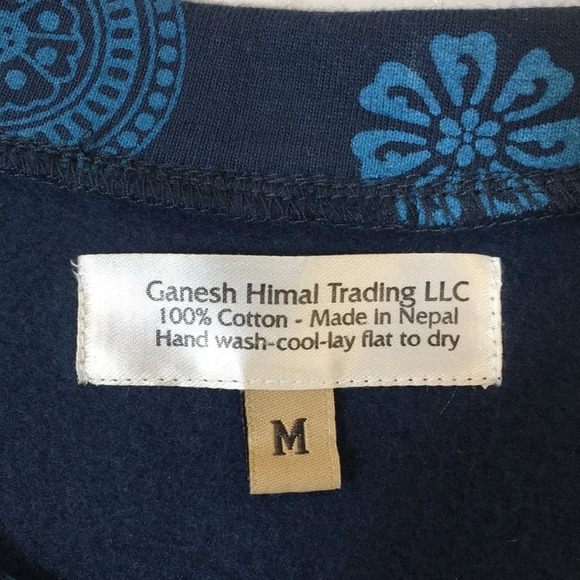 Ganesh Himal Trading LLC
100% Cotton - Made in Nepal
Hand wash-cool-lay flat to dry
M